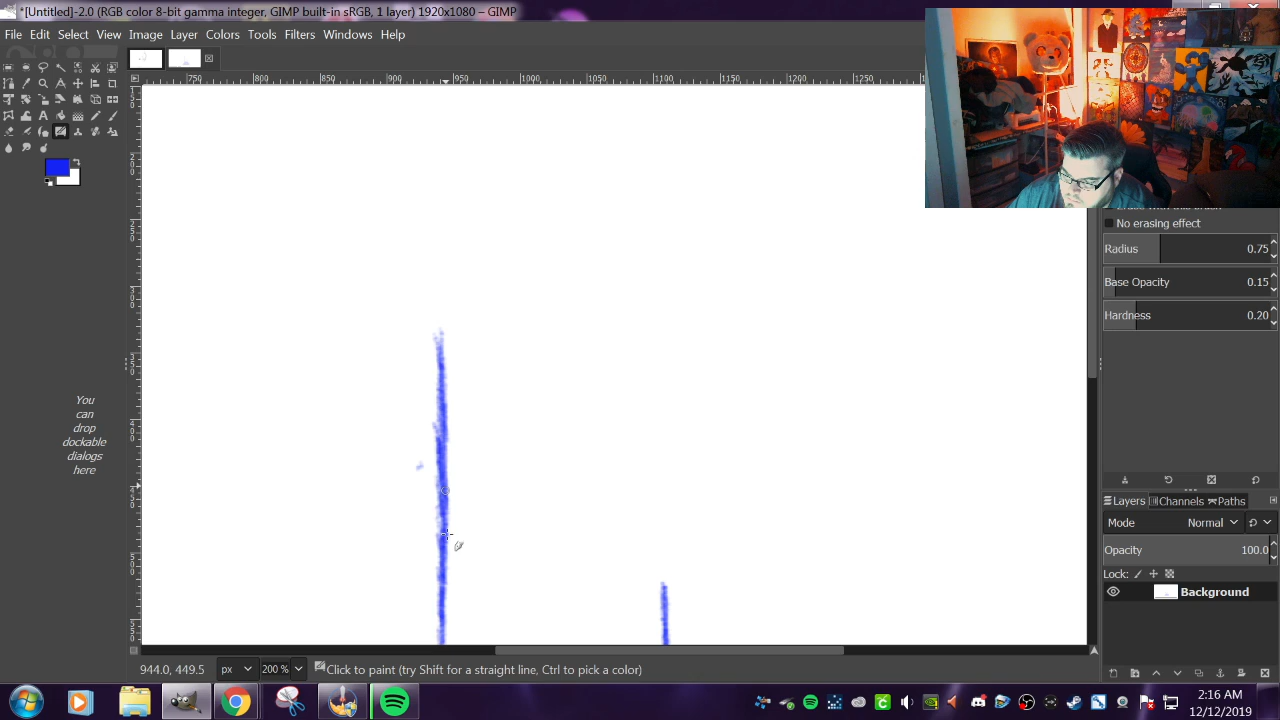 *[Untitled]-2.0 (RGB color 8-bit gamma integer, GIMP built-in sRGB, 1 layer) 1920x1080 – GIMP
File Edit Select View Image Layer Colors Tools Filters Windows Help
750 800 850 900 950 1000 1050 1100 1150 1200 1250
No erasing effect
Radius 0.75
Base Opacity 0.15
Hardness 0.20
You
can
drop
dockable
dialogs
here
Layers Channels Paths
Mode Normal
Opacity 100.0
Lock:
Background
944.0, 449.5 px 200 % Click to paint (try Shift for a straight line, Ctrl to pick a color)
2:16 AM
12/12/2019